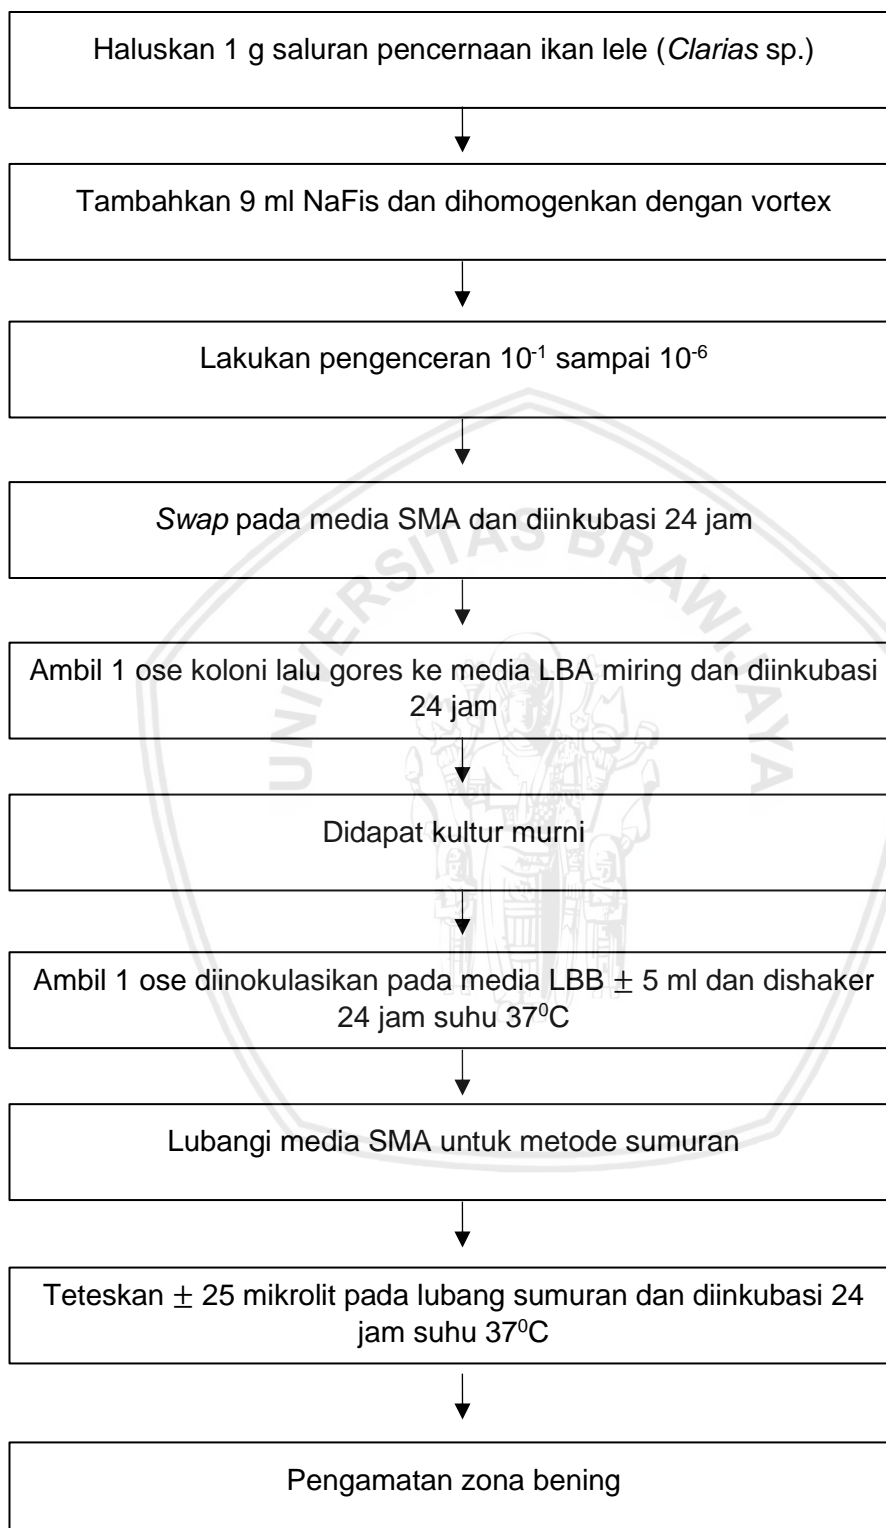 Haluskan 1 g saluran pencernaan ikan lele (Clarias sp.)
Tambahkan 9 ml NaFis dan dihomogenkan dengan vortex
Lakukan pengenceran 10⁻¹ sampai 10⁻⁶
Swap pada media SMA dan diinkubasi 24 jam
UNIVERSITAS BRAWIJAYA
Ambil 1 ose koloni lalu gores ke media LBA miring dan diinkubasi
24 jam
Didapat kultur murni
Ambil 1 ose diinokulasikan pada media LBB ± 5 ml dan dishaker
24 jam suhu 37⁰C
Lubangi media SMA untuk metode sumuran
Teteskan ± 25 mikrolit pada lubang sumuran dan diinkubasi 24
jam suhu 37⁰C
Pengamatan zona bening